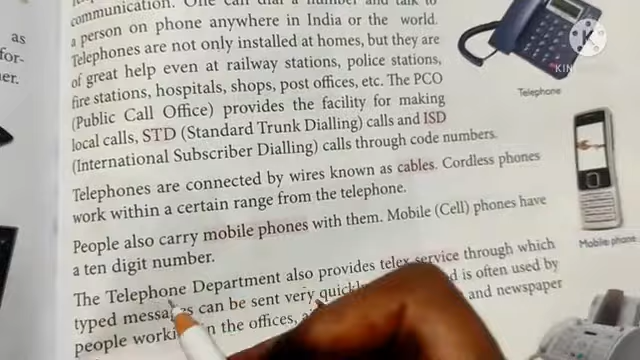 communication. One can dial a number and talk to
a person on phone anywhere in India or the world.
Telephones are not only installed at homes, but they are
of great help even at railway stations, police stations,
fire stations, hospitals, shops, post offices, etc. The PCO
(Public Call Office) provides the facility for making
local calls, STD (Standard Trunk Dialling) calls and ISD
(International Subscriber Dialling) calls through code numbers.
Telephones are connected by wires known as cables. Cordless phones
work within a certain range from the telephone.
People also carry mobile phones with them. Mobile (Cell) phones have
a ten digit number.
The Telephone Department also provides telex service through which
typed messages can be sent very is often used by
people in the offices, and newspaper
as
for-
er.
Telephone
Mobile phone
KIN